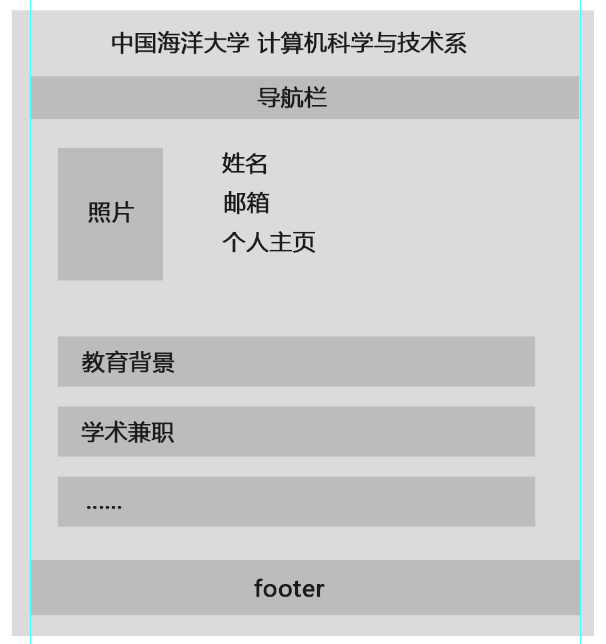 中国海洋大学 计算机科学与技术系
导航栏
照片
姓名
邮箱
个人主页
教育背景
学术兼职
......
footer